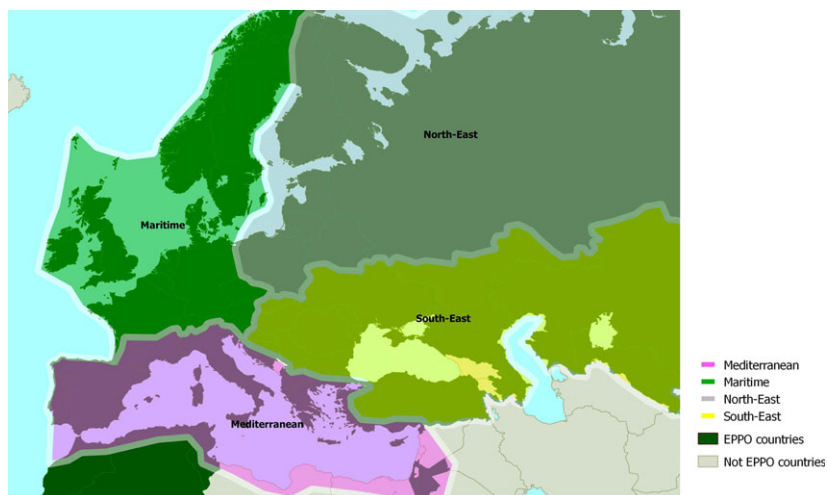 North-East
Maritime
South-East
Mediterranean
Mediterranean
Maritime
North-East
South-East
EPPO countries
Not EPPO countries